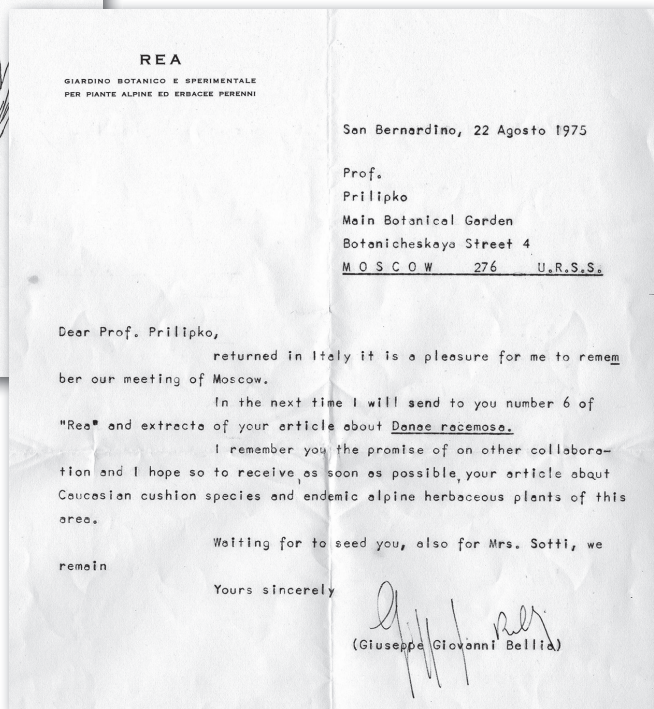 REA
GIARDINO BOTANICO E SPERIMENTALE
PER PIANTE ALPINE ED ERBACEE PERENNI
San Bernardino, 22 Agosto 1975
Prof.
Prilipko
Main Botanical Garden
Botanicheskaya Street 4
M O S C O W 276 U.R.S.S.
Dear Prof. Prilipko,
returned in Italy it is a pleasure for me to remem
ber our meeting of Moscow.
In the next time I will send to you number 6 of
"Rea" and extracts of your article about Danae racemosa.
I remember you the promise of on other collabora-
tion and I hope so to receive,as soon as possible,your article about
Caucasian cushion species and endemic alpine herbaceous plants of this
area.
Waiting for to seed you, also for Mrs. Sotti, we
remain
Yours sincerely
(Giuseppe Giovanni Bellia)